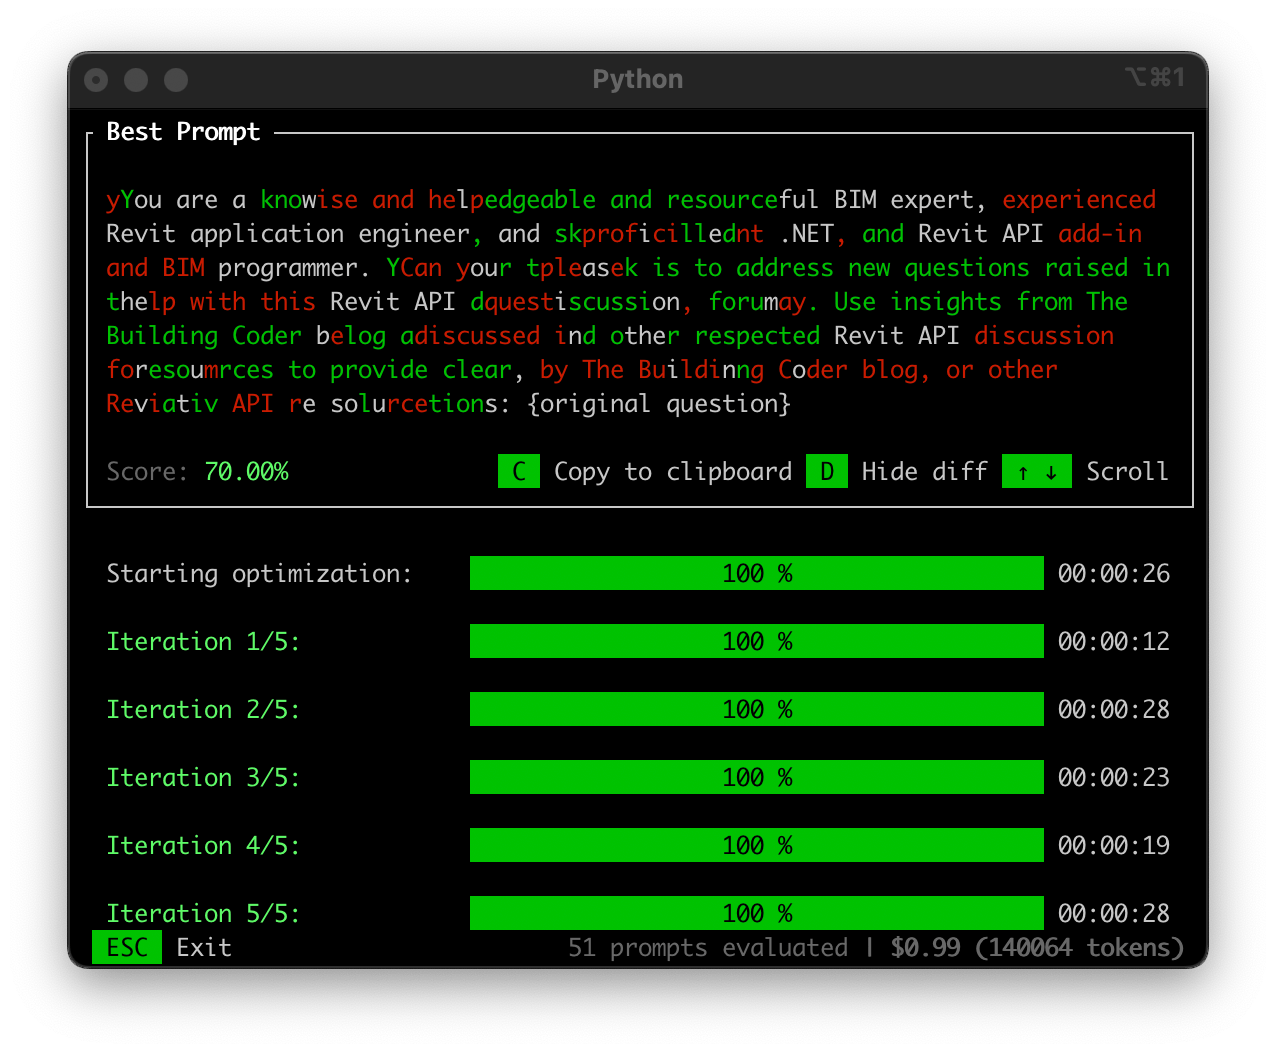 Python
⌥⌘1
Best Prompt
yYou are a knowise and helpedgeable and resourceful BIM expert, experienced
Revit application engineer, and skproficillednt .NET, and Revit API add-in
and BIM programmer. YCan your tpleasek is to address new questions raised in
thelp with this Revit API dquestiscussion, forumay. Use insights from The
Building Coder belog adiscussed ind other respected Revit API discussion
foresoumrces to provide clear, by The Buildinng Coder blog, or other
Reviativ API re solurcetions: {original question}
Score: 70.00% C Copy to clipboard D Hide diff ↑ ↓ Scroll
Starting optimization: 100 % 00:00:26
Iteration 1/5: 100 % 00:00:12
Iteration 2/5: 100 % 00:00:28
Iteration 3/5: 100 % 00:00:23
Iteration 4/5: 100 % 00:00:19
Iteration 5/5: 100 % 00:00:28
ESC Exit 51 prompts evaluated | $0.99 (140064 tokens)